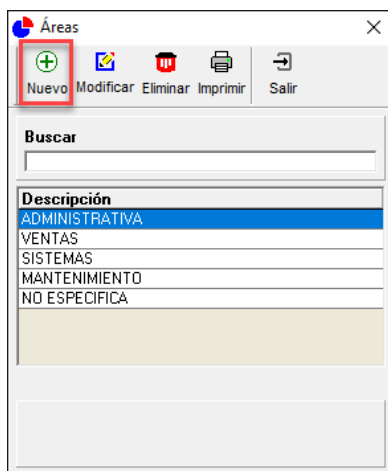 Áreas
Nuevo Modificar Eliminar Imprimir Salir
Buscar
Descripción
ADMINISTRATIVA
VENTAS
SISTEMAS
MANTENIMIENTO
NO ESPECIFICA